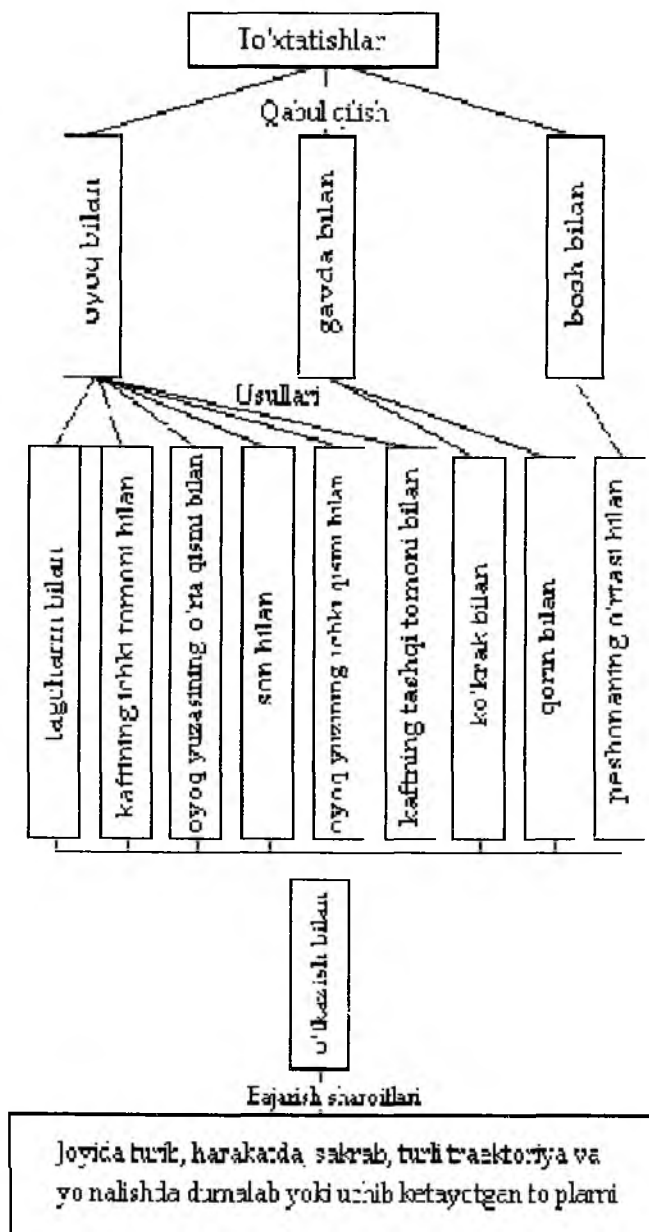 To'xtatishlar
Qabul qilish
oyoq bilan
gavda bilan
bosh bilan
Usullari
tagcharm bilan
kaftining ichki tomoni bilan
oyoq yuzasining o'rta qismi bilan
son bilan
oyoq yuzining ichki qismi bilan
kaftning tashqi tomoni bilan
ko'krak bilan
qorin bilan
peshonaning o'rtasi bilan
o'tkazish bilan
Bajarish sharoitlari
Joyida turib, harakatda, sakrab, turli traektoriya va
yo nalishda dumalab yoki uchib ketayotgan to plarni